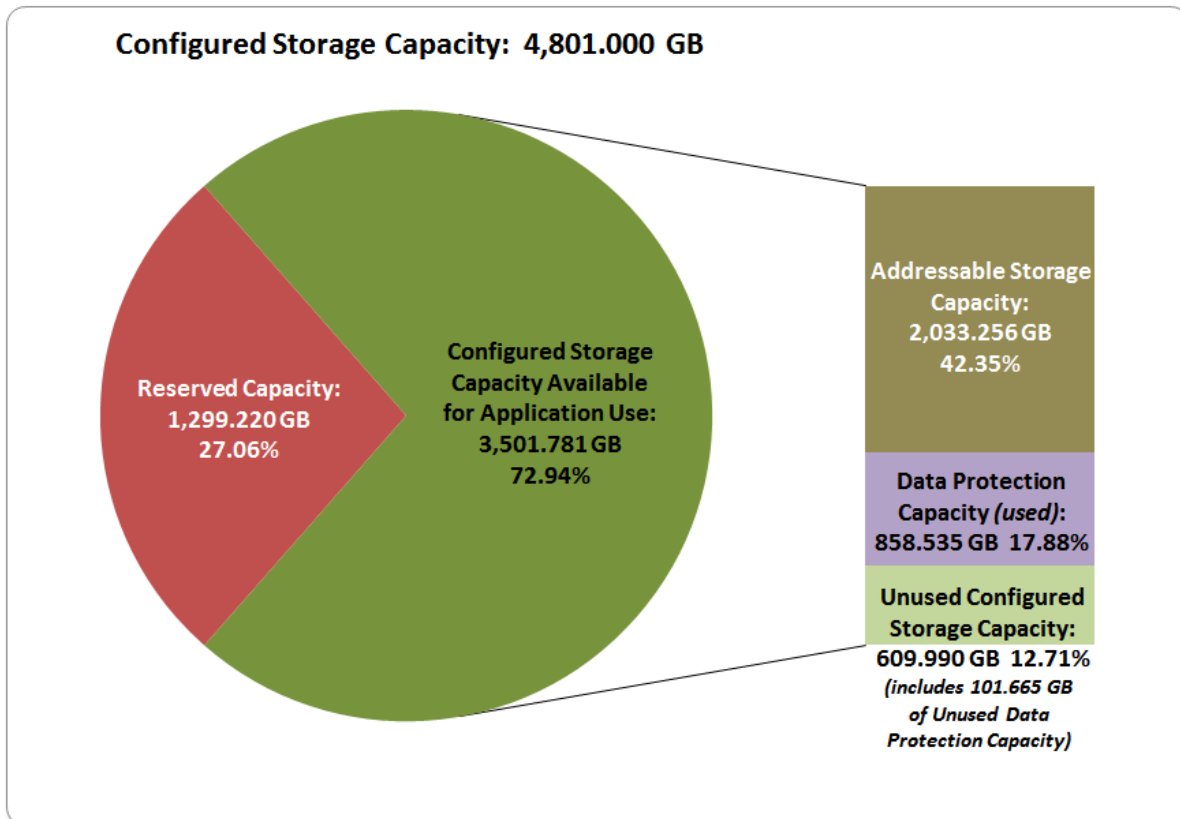 Configured Storage Capacity: 4,801.000 GB
Reserved Capacity:
1,299.220 GB
27.06%
Configured Storage
Capacity Available
for Application Use:
3,501.781 GB
72.94%
Addressable Storage
Capacity:
2,033.256 GB
42.35%
Data Protection
Capacity (used):
858.535 GB 17.88%
Unused Configured
Storage Capacity:
609.990 GB 12.71%
(includes 101.665 GB
of Unused Data
Protection Capacity)